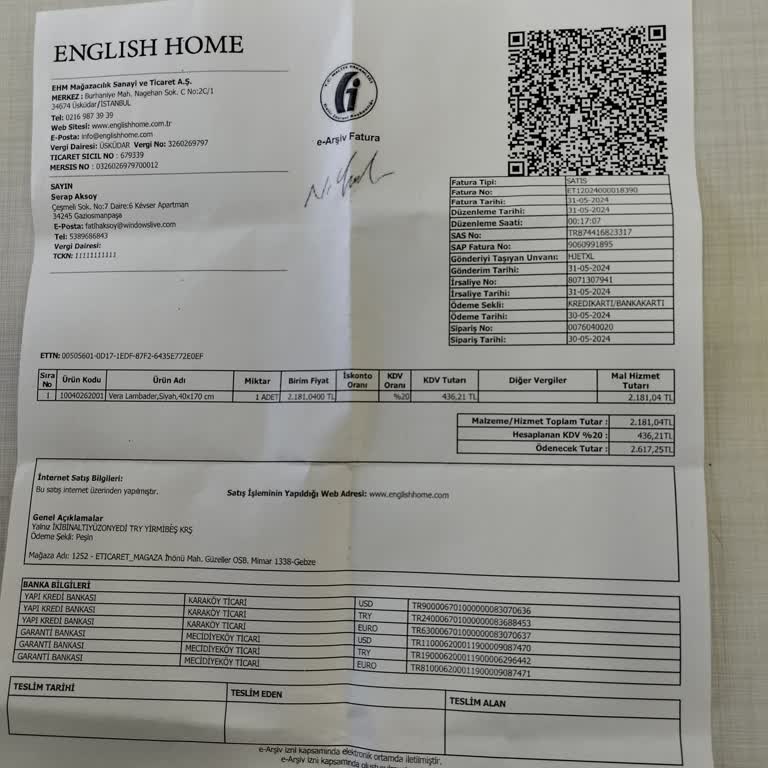 ENGLISH HOME
EHM Mağazacılık Sanayi ve Ticaret A.Ş.
MERKEZ : Burhaniye Mah. Nagehan Sok. C No:2C/1
34674 Üsküdar/İSTANBUL
Tel: 0216 987 39 39
Web Sitesi: www.englishhome.com.tr
E-Posta: info@englishhome.com
Vergi Dairesi: ÜSKÜDAR Vergi No: 3260269797
TICARET SICIL NO : 679339
MERSIS NO : 0326026979700012
e-Arşiv Fatura
SAYIN
Serap Aksoy
Çeşmeli Sok. No:7 Daire:6 Kévser Apartman
34245 Gaziosmanpaşa
E-Posta: fatihaksoy@windowslive.com
Tel: 5389686843
Vergi Dairesi:
TCKN: 11111111111
Fatura Tipi: SATIS
Fatura No: ET12024000018390
Fatura Tarihi: 31-05-2024
Düzenleme Tarihi: 31-05-2024
Düzenleme Saati: 00:17:07
SAS No: TR874416823317
SAP Fatura No: 9060991895
Gönderiyi Taşıyan Unvanı: HJETXL
Gönderim Tarihi: 31-05-2024
İrsaliye No: 8071307941
İrsaliye Tarihi: 31-05-2024
Ödeme Sekli: KREDIKARTI/BANKAKARTI
Ödeme Tarihi: 30-05-2024
Sipariş No: 0076040020
Sipariş Tarihi: 30-05-2024
ETTN: 00505601-0D17-1EDF-87F2-6435E772E0EF
Sıra No Ürün Kodu Ürün Adı Miktar Birim Fiyat İskonto Oranı KDV Oranı KDV Tutarı Diğer Vergiler Mal Hizmet Tutarı
1 10040262001 Vera Lambader,Siyah,40x170 cm 1 ADET 2.181,0400 TL %20 436,21 TL 2.181,04 TL
Malzeme/Hizmet Toplam Tutar : 2.181,04TL
Hesaplanan KDV %20 : 436,21TL
Ödenecek Tutar : 2.617,25TL
İnternet Satış Bilgileri:
Bu satış internet üzerinden yapılmıştır. Satış İşleminin Yapıldığı Web Adresi: www.englishhome.com
Genel Açıklamalar
Yalnız İKİBİNALTIYÜZONYEDİ TRY YİRMİBEŞ KRŞ
Ödeme Şekli: Peşin
Mağaza Adı: 1252 - ETICARET_MAGAZA İnönü Mah. Güzeller OSB. Mimar 1338-Gebze
BANKA BİLGİLERİ
YAPI KREDİ BANKASI KARAKÖY TİCARİ USD TR900006701000000083070636
YAPI KREDİ BANKASI KARAKÖY TİCARİ TRY TR240006701000000083688453
YAPI KREDİ BANKASI KARAKÖY TİCARİ EURO TR630006701000000083070637
GARANTİ BANKASI MECİDİYEKÖY TİCARİ USD TR110006200011900009087470
GARANTİ BANKASI MECİDİYEKÖY TİCARİ TRY TR190006200011900006296442
GARANTİ BANKASI MECİDİYEKÖY TİCARİ EURO TR810006200011900009087471
TESLİM TARİHİ TESLİM EDEN TESLİM ALAN
e-Arşiv izni kapsamında elektronik ortamda iletilmiştir.
e-Arşiv izni kapsamında